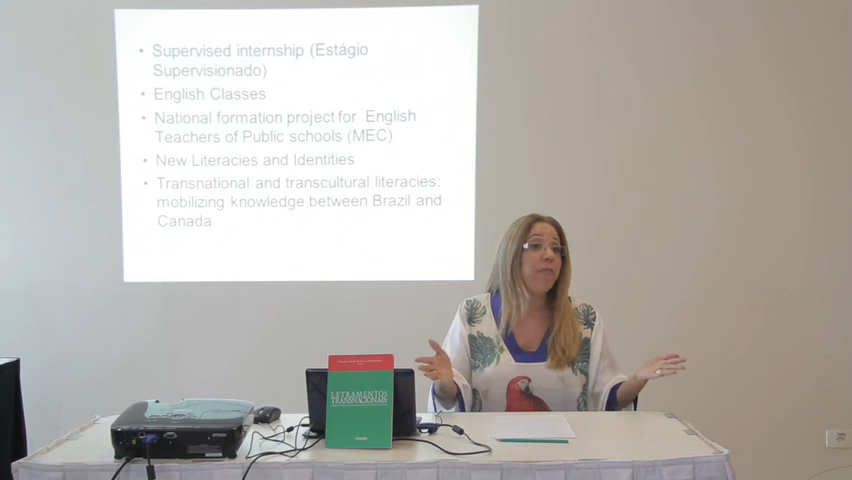 • Supervised internship (Estágio
Supervisionado)
• English Classes
• National formation project for English
Teachers of Public schools (MEC)
• New Literacies and Identities
• Transnational and transcultural literacies:
mobilizing knowledge between Brazil and
Canada
LETRAMENTOS
TRANSNACIONAIS
EPSON